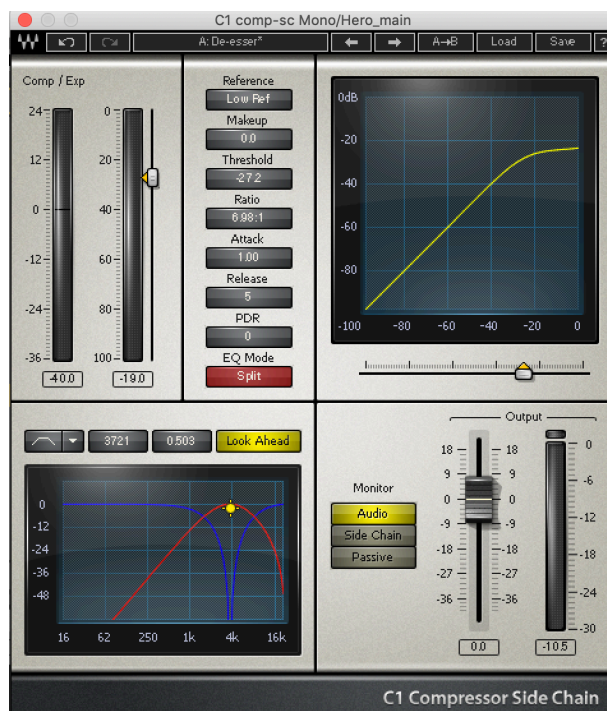 C1 comp-sc Mono/Hero_main
A: De-esser*
A→B
Load
Save
?
Comp / Exp
24
12
0
-12
-24
-36
0
20
40
60
80
100
-40.0
-19.0
Reference
Low Ref
Makeup
0.0
Threshold
-27.2
Ratio
6.98:1
Attack
1.00
Release
5
PDR
0
EQ Mode
Split
0dB
-20
-40
-60
-80
-100 -80 -60 -40 -20 0
3721
0.503
Look Ahead
0
-12
-24
-36
-48
16 62 250 1k 4k 16k
Monitor
Audio
Side Chain
Passive
Output
18 18
9 9
0 0
-9 -9
-18 -18
-27 -27
-36 -36
0.0
0
-6
-12
-18
-24
-30
-10.5
C1 Compressor Side Chain